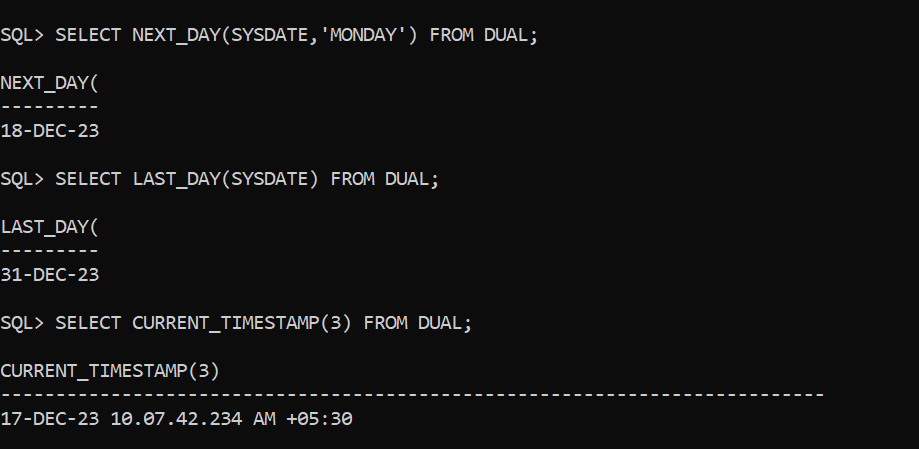 SQL> SELECT NEXT_DAY(SYSDATE,'MONDAY') FROM DUAL;
NEXT_DAY(
---------
18-DEC-23
SQL> SELECT LAST_DAY(SYSDATE) FROM DUAL;
LAST_DAY(
---------
31-DEC-23
SQL> SELECT CURRENT_TIMESTAMP(3) FROM DUAL;
CURRENT_TIMESTAMP(3)
---------------------------------------------------------------------------
17-DEC-23 10.07.42.234 AM +05:30